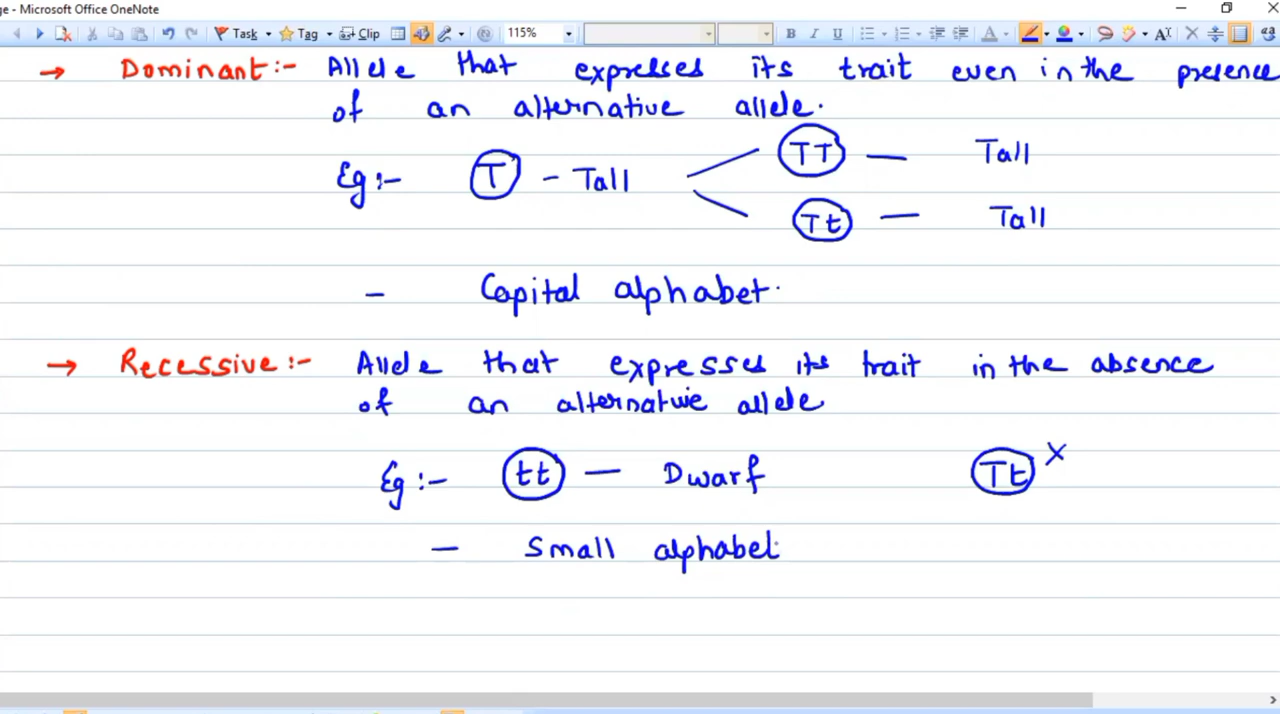 ge - Microsoft Office OneNote
Task Tag Clip 115% B I U A
→ Dominant :- Allele that expresses its trait even in the presence
of an alternative allele.
Eg :- T - Tall TT — Tall
Tt — Tall
- Capital alphabet.
→ Recessive :- Allele that expresses its trait in the absence
of an alternative allele
Eg :- tt — Dwarf Tt x
- Small alphabet